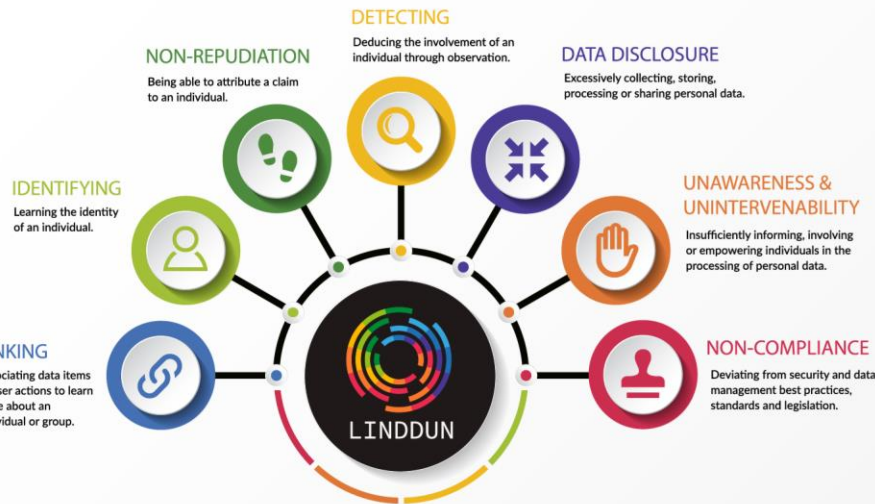 DETECTING
Deducing the involvement of an
individual through observation.
NON-REPUDIATION
Being able to attribute a claim
to an individual.
DATA DISCLOSURE
Excessively collecting, storing,
processing or sharing personal data.
IDENTIFYING
Learning the identity
of an individual.
UNAWARENESS &
UNINTERVENABILITY
Insufficiently informing, involving
or empowering individuals in the
processing of personal data.
NKING
ociating data items
ser actions to learn
e about an
vidual or group.
NON-COMPLIANCE
Deviating from security and data
management best practices,
standards and legislation.
LINDDUN